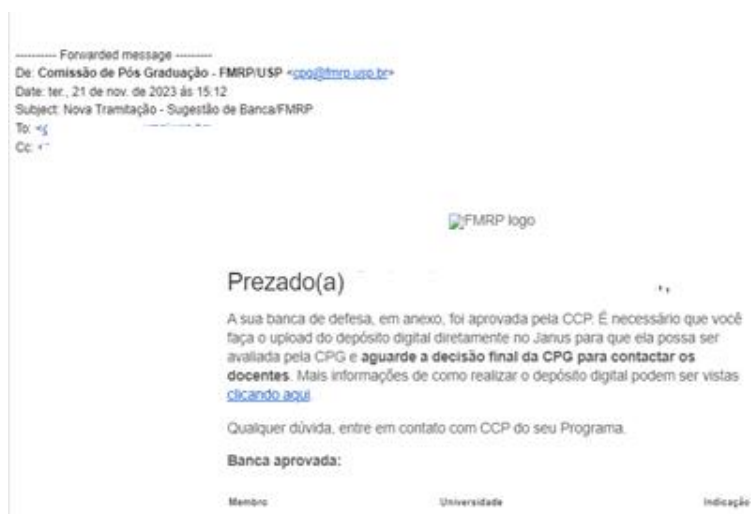 ---------- Forwarded message ---------
De: Comissão de Pós Graduação - FMRP/USP <cpg@fmrp.usp.br>
Date: ter., 21 de nov. de 2023 às 15:12
Subject: Nova Tramitação - Sugestão de Banca/FMRP
To: <
Cc: <
FMRP logo
Prezado(a)
A sua banca de defesa, em anexo, foi aprovada pela CCP. É necessário que você
faça o upload do depósito digital diretamente no Janus para que ela possa ser
avaliada pela CPG e aguarde a decisão final da CPG para contactar os
docentes. Mais informações de como realizar o depósito digital podem ser vistas
clicando aqui.
Qualquer dúvida, entre em contato com CCP do seu Programa.
Banca aprovada:
Membro Universidade Indicação